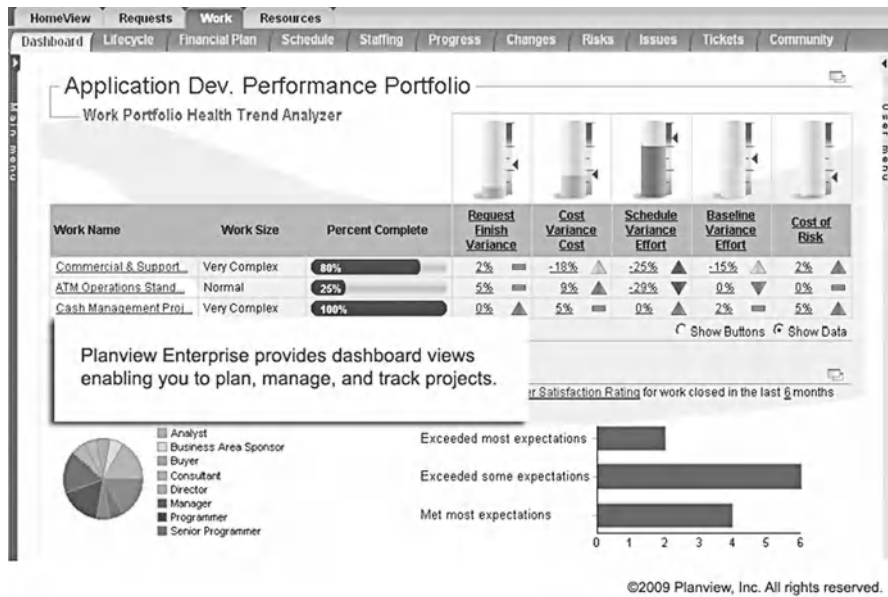 HomeView Requests Work Resources
Dashboard Lifecycle Financial Plan Schedule Staffing Progress Changes Risks Issues Tickets Community
Main menu
User menu
Application Dev. Performance Portfolio
Work Portfolio Health Trend Analyzer
Work Name Work Size Percent Complete Request Finish Variance Cost Variance Cost Schedule Variance Effort Baseline Variance Effort Cost of Risk
Commercial & Support... Very Complex 80% 2% -18% -25% -15% 2%
ATM Operations Stand... Normal 25% 5% 9% -29% 0% 0%
Cash Management Proj... Very Complex 100% 0% 5% 0% 2% 5%
Show Buttons Show Data
Planview Enterprise provides dashboard views
enabling you to plan, manage, and track projects.
Satisfaction Rating for work closed in the last 6 months
Analyst
Business Area Sponsor
Buyer
Consultant
Director
Manager
Programmer
Senior Programmer
Exceeded most expectations
Exceeded some expectations
Met most expectations
0 1 2 3 4 5 6
©2009 Planview, Inc. All rights reserved.